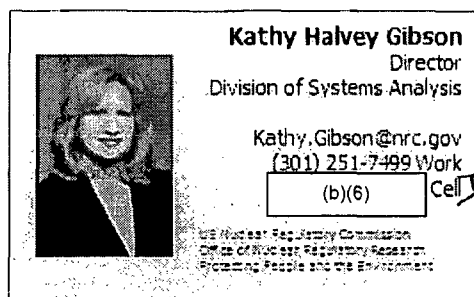 Kathy Halvey Gibson
Director
Division of Systems Analysis
Kathy.Gibson@nrc.gov
(301) 251-7499 Work
(b)(6) Cell
US Nuclear Regulatory Commission
Office of Nuclear Regulatory Research
Protecting People and the Environment